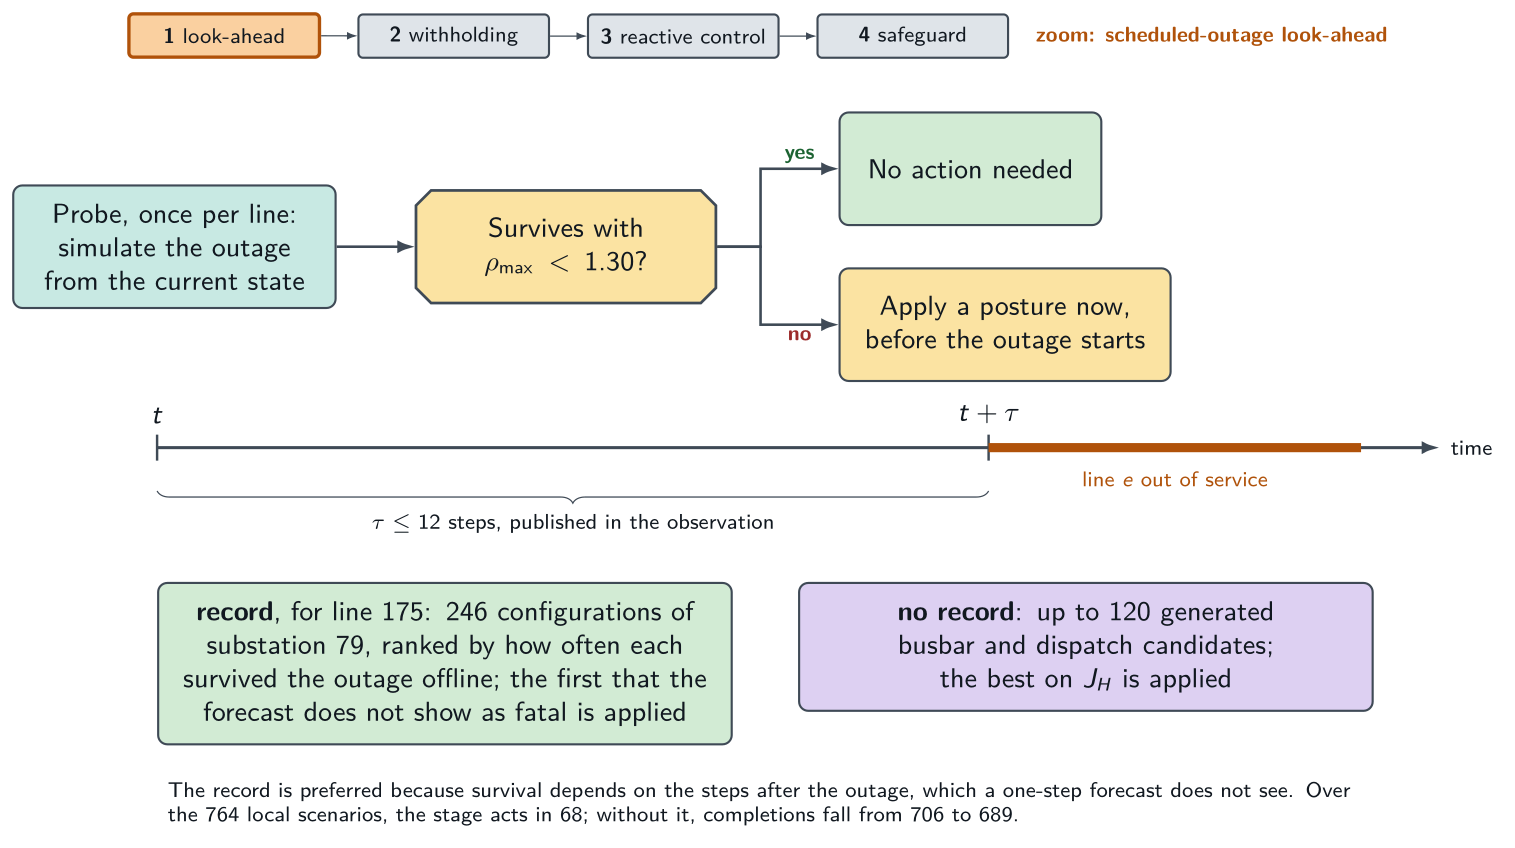 1 look-ahead
2 withholding
3 reactive control
4 safeguard
zoom: scheduled-outage look-ahead
Probe, once per line:
simulate the outage
from the current state
Survives with
ρmax < 1.30?
yes
No action needed
no
Apply a posture now,
before the outage starts
t
t + τ
time
line e out of service
τ ≤ 12 steps, published in the observation
record, for line 175: 246 configurations of
substation 79, ranked by how often each
survived the outage offline; the first that the
forecast does not show as fatal is applied
no record: up to 120 generated
busbar and dispatch candidates;
the best on JH is applied
The record is preferred because survival depends on the steps after the outage, which a one-step forecast does not see. Over
the 764 local scenarios, the stage acts in 68; without it, completions fall from 706 to 689.